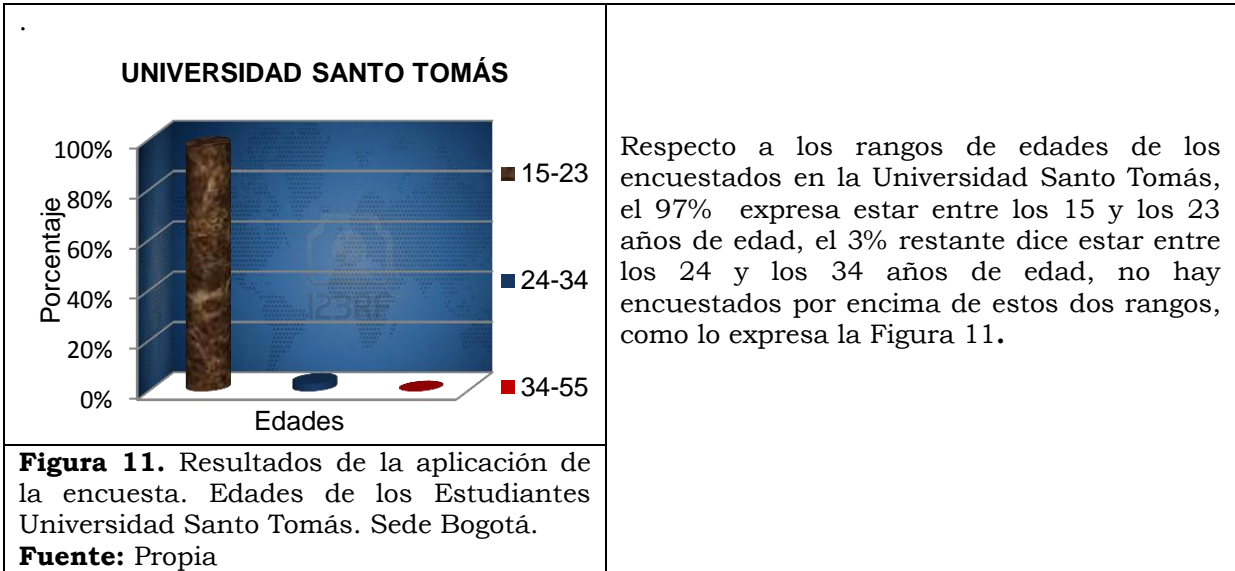 .
UNIVERSIDAD SANTO TOMÁS
100%
80%
60%
40%
20%
0%
Porcentaje
Edades
15-23
24-34
34-55
123RF
Figura 11. Resultados de la aplicación de
la encuesta. Edades de los Estudiantes
Universidad Santo Tomás. Sede Bogotá.
Fuente: Propia
Respecto a los rangos de edades de los
encuestados en la Universidad Santo Tomás,
el 97% expresa estar entre los 15 y los 23
años de edad, el 3% restante dice estar entre
los 24 y los 34 años de edad, no hay
encuestados por encima de estos dos rangos,
como lo expresa la Figura 11.